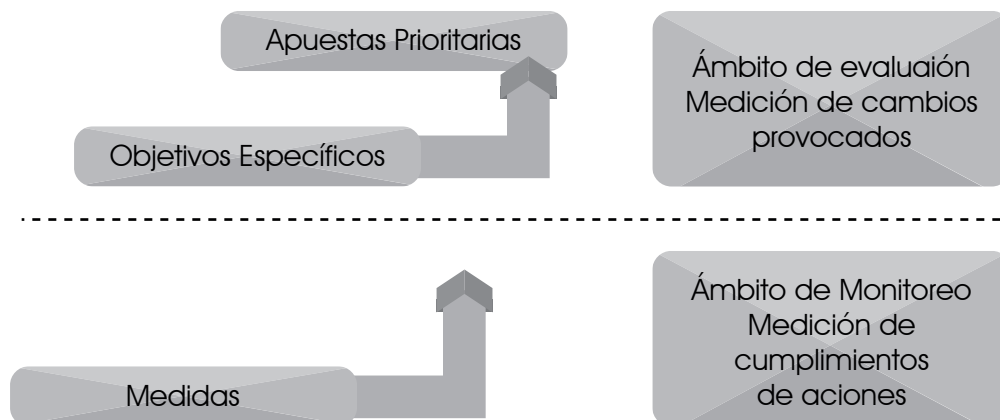 Apuestas Prioritarias
Objetivos Específicos
Ámbito de evaluaión
Medición de cambios
provocados
Medidas
Ámbito de Monitoreo
Medición de
cumplimientos
de aciones